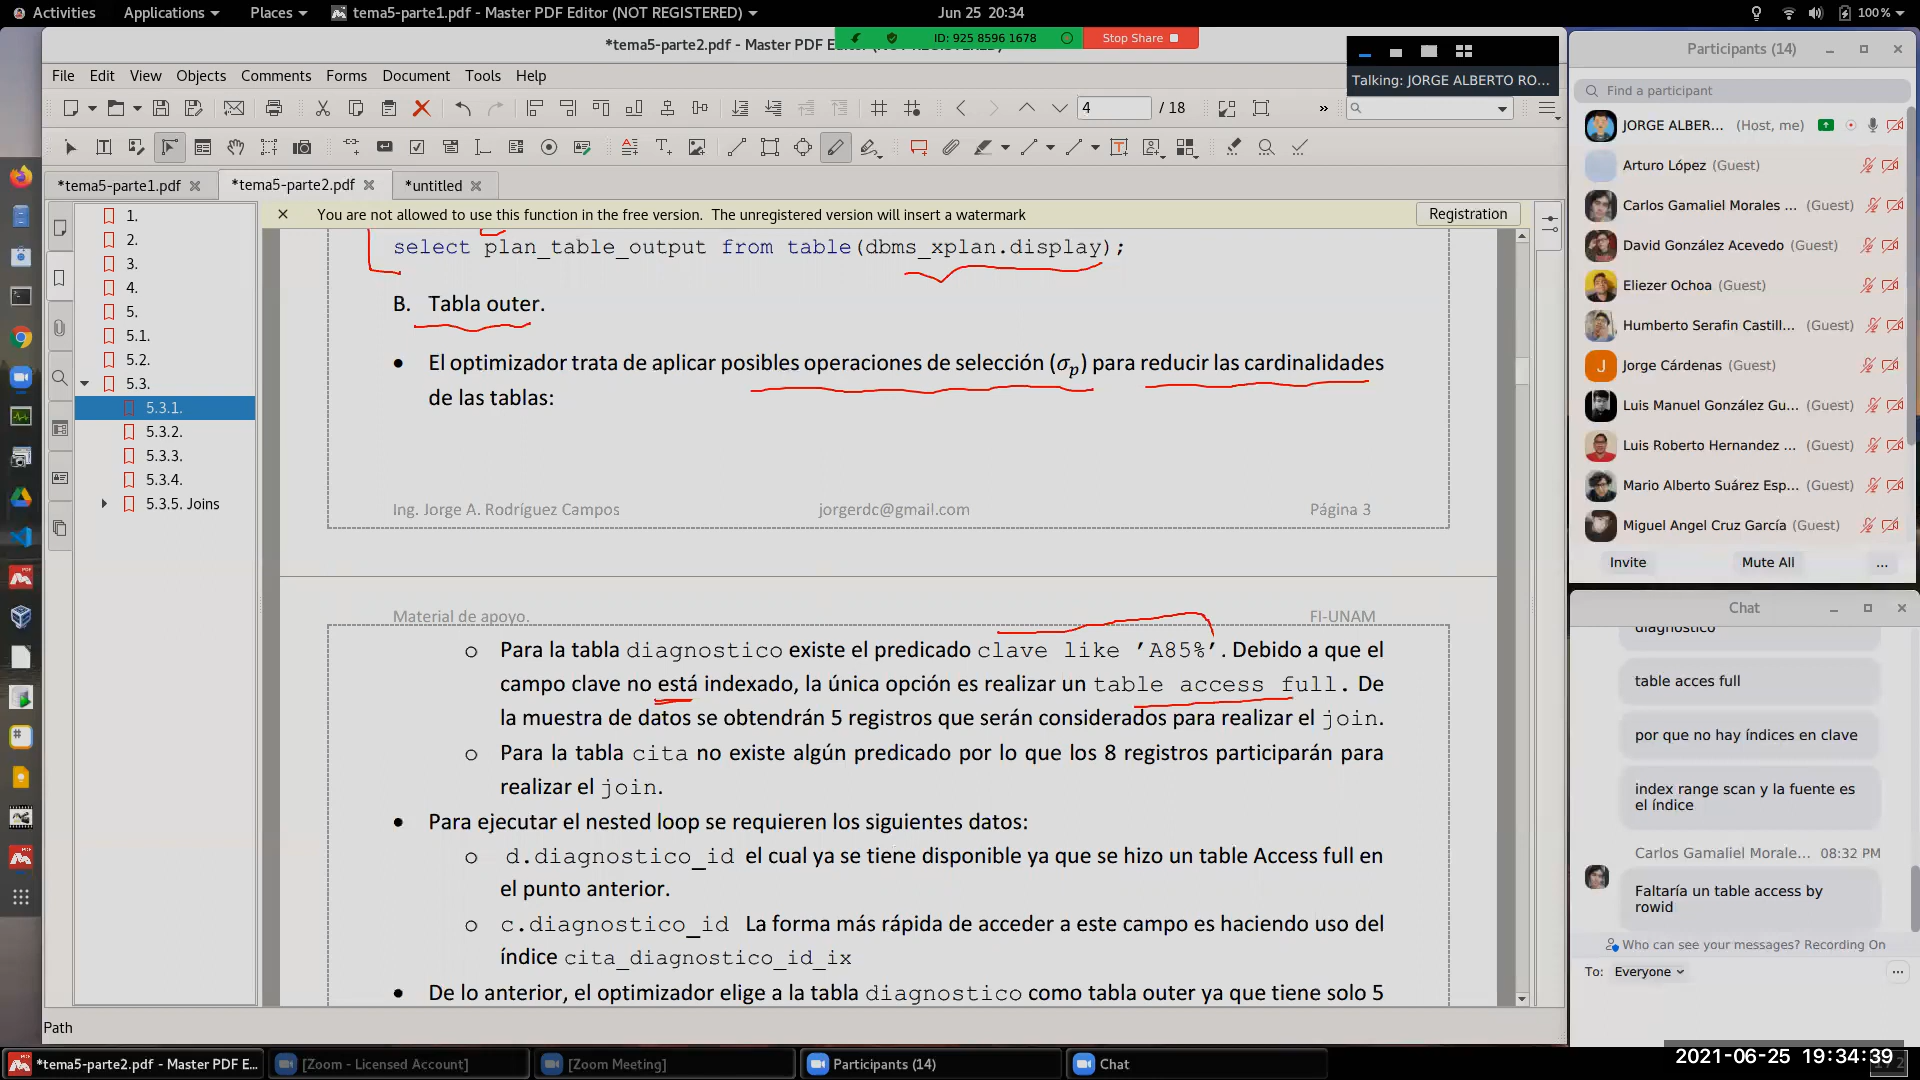 Activities
Applications
Places
tema5-parte1.pdf - Master PDF Editor (NOT REGISTERED)
Jun 25 20:34
100%
*tema5-parte2.pdf - Master PDF Editor
ID: 925 8596 1678
Stop Share
Talking: JORGE ALBERTO RO...
File Edit View Objects Comments Forms Document Tools Help
4 / 18
*tema5-parte1.pdf
*tema5-parte2.pdf
*untitled
You are not allowed to use this function in the free version. The unregistered version will insert a watermark
Registration
1.
2.
3.
4.
5.
5.1.
5.2.
5.3.
5.3.1.
5.3.2.
5.3.3.
5.3.4.
5.3.5. Joins
select plan_table_output from table(dbms_xplan.display);
B. Tabla outer.
• El optimizador trata de aplicar posibles operaciones de selección (σp) para reducir las cardinalidades
de las tablas:
Ing. Jorge A. Rodríguez Campos jorgerdc@gmail.com Página 3
Material de apoyo. FI-UNAM
o Para la tabla diagnostico existe el predicado clave like 'A85%'. Debido a que el
campo clave no está indexado, la única opción es realizar un table access full. De
la muestra de datos se obtendrán 5 registros que serán considerados para realizar el join.
o Para la tabla cita no existe algún predicado por lo que los 8 registros participarán para
realizar el join.
• Para ejecutar el nested loop se requieren los siguientes datos:
o d.diagnostico_id el cual ya se tiene disponible ya que se hizo un table Access full en
el punto anterior.
o c.diagnostico_id La forma más rápida de acceder a este campo es haciendo uso del
índice cita_diagnostico_id_ix
• De lo anterior, el optimizador elige a la tabla diagnostico como tabla outer ya que tiene solo 5
Path
Participants (14)
Find a participant
JORGE ALBER... (Host, me)
Arturo López (Guest)
Carlos Gamaliel Morales ... (Guest)
David González Acevedo (Guest)
Eliezer Ochoa (Guest)
Humberto Serafin Castill... (Guest)
J Jorge Cárdenas (Guest)
Luis Manuel González Gu... (Guest)
Luis Roberto Hernandez ... (Guest)
Mario Alberto Suárez Esp... (Guest)
Miguel Angel Cruz García (Guest)
Invite Mute All ...
Chat
diagnostico
table acces full
por que no hay índices en clave
index range scan y la fuente es
el índice
Carlos Gamaliel Morale... 08:32 PM
Faltaría un table access by
rowid
Who can see your messages? Recording On
To: Everyone
*tema5-parte2.pdf - Master PDF E...
[Zoom - Licensed Account]
[Zoom Meeting]
Participants (14)
Chat
2021-06-25 19:34:39